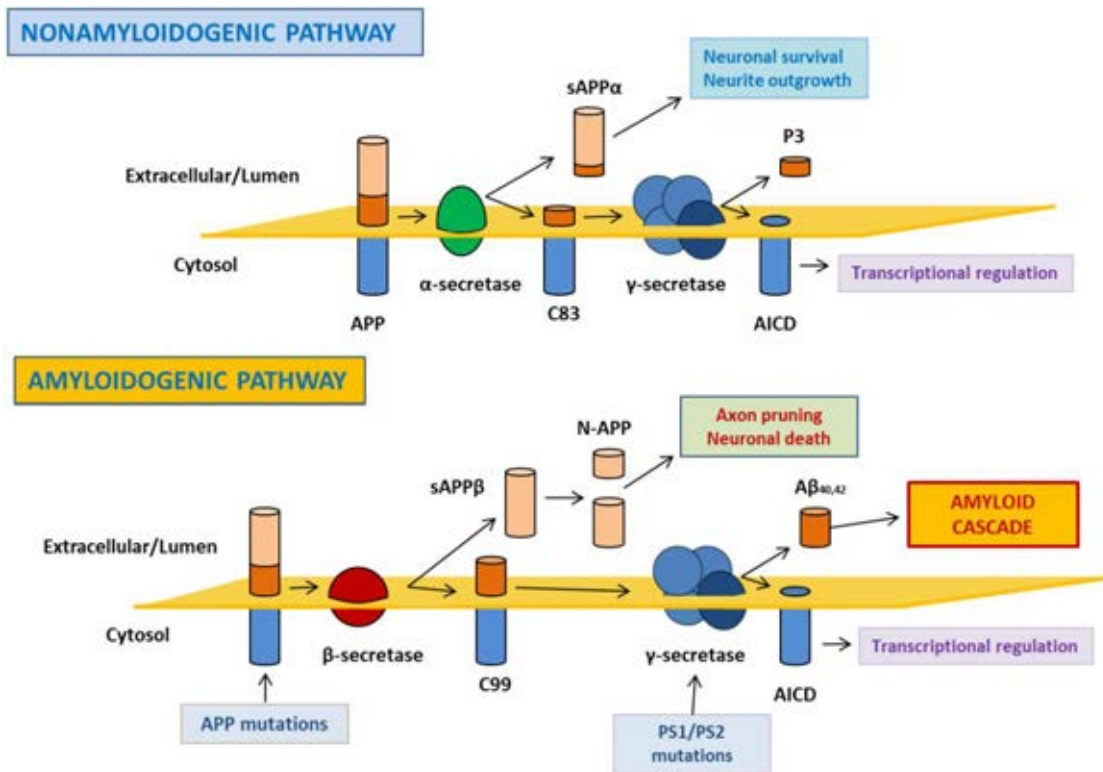 NONAMYLOIDOGENIC PATHWAY
Neuronal survival
Neurite outgrowth
sAPPα
P3
Extracellular/Lumen
Cytosol
α-secretase
γ-secretase
Transcriptional regulation
APP
C83
AICD
AMYLOIDOGENIC PATHWAY
Axon pruning
Neuronal death
N-APP
sAPPβ
Aβ40,42
AMYLOID
CASCADE
Extracellular/Lumen
Cytosol
β-secretase
γ-secretase
Transcriptional regulation
C99
AICD
APP mutations
PS1/PS2
mutations